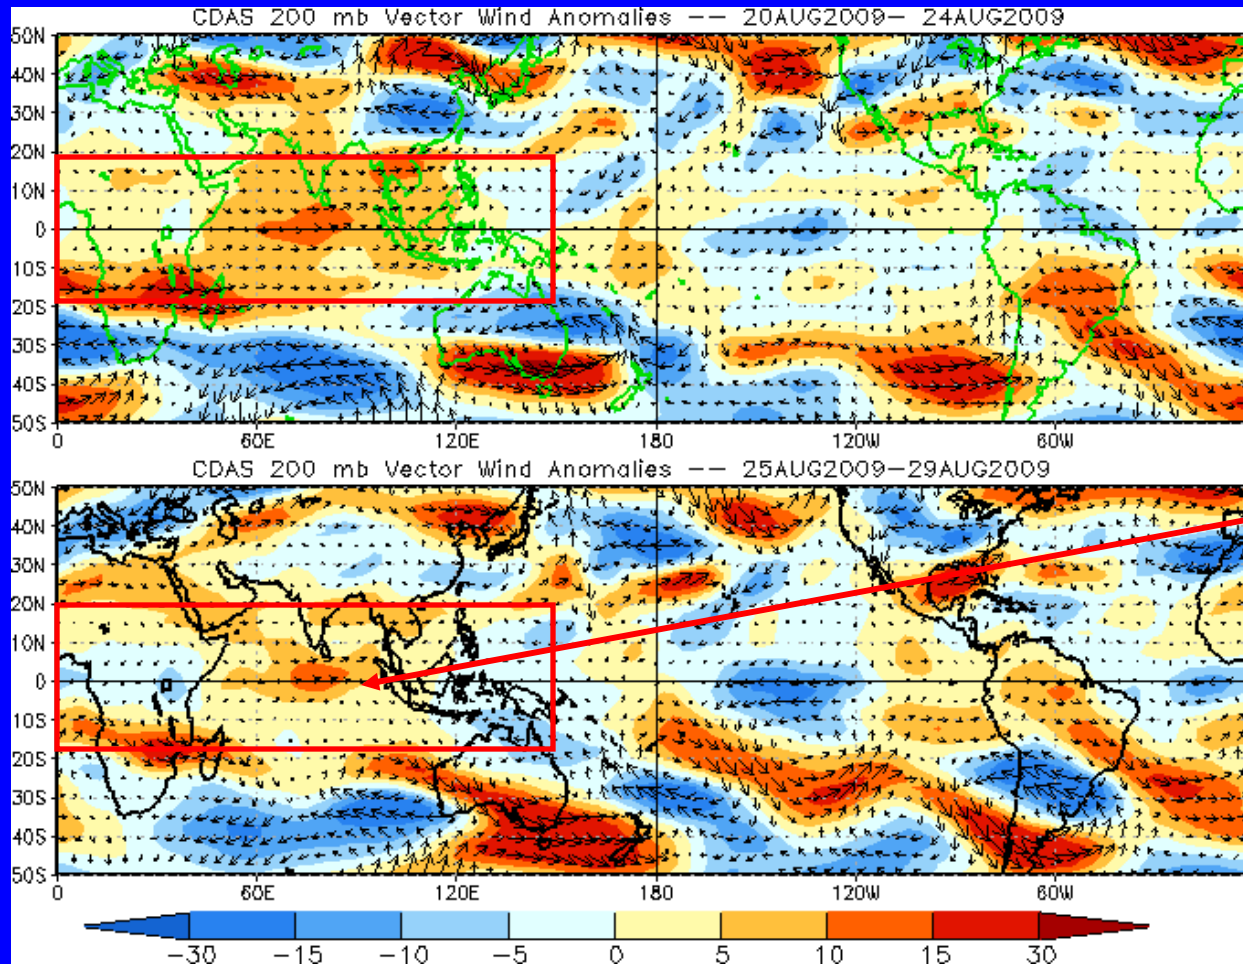 CDAS 200 mb Vector Wind Anomalies -- 20AUG2009- 24AUG2009
50N
40N
30N
20N
10N
0
10S
20S
30S
40S
50S
0 60E 120E 180 120W 60W
CDAS 200 mb Vector Wind Anomalies -- 25AUG2009-29AUG2009
50N
40N
30N
20N
10N
0
10S
20S
30S
40S
50S
0 60E 120E 180 120W 60W
-30 -15 -10 -5 0 5 10 15 30